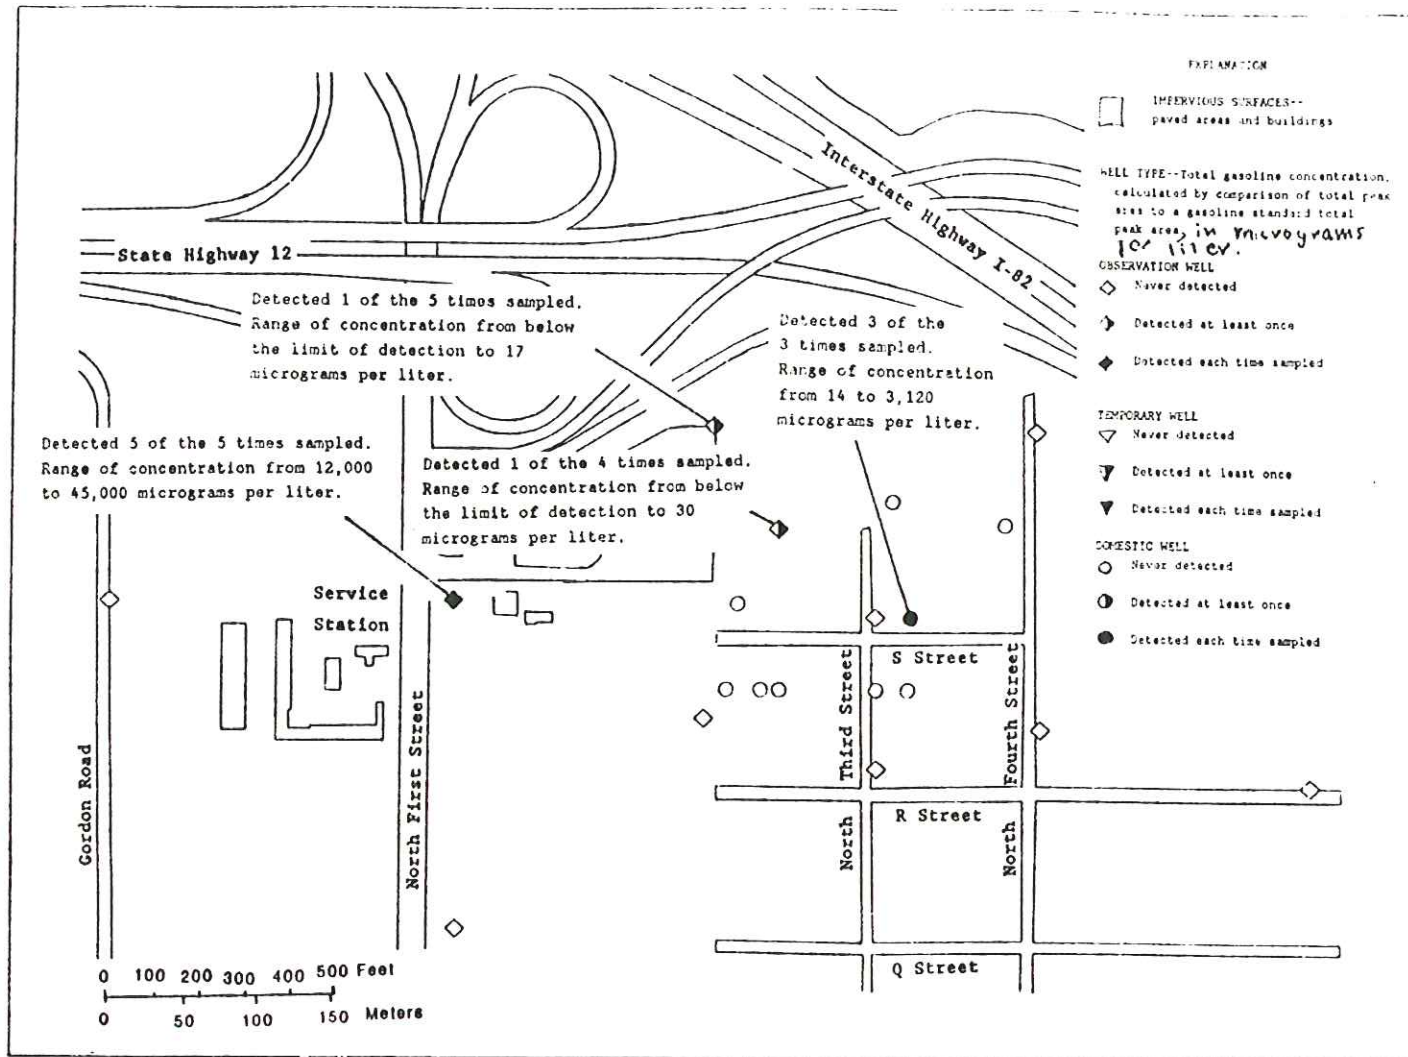 EXPLANATION
IMPERVIOUS SURFACES--
paved areas and buildings
WELL TYPE--Total gasoline concentration,
calculated by comparison of total peak
area to a gasoline standard total
peak area, in micrograms
per liter.
OBSERVATION WELL
Never detected
Detected at least once
Detected each time sampled
TEMPORARY WELL
Never detected
Detected at least once
Detected each time sampled
DOMESTIC WELL
Never detected
Detected at least once
Detected each time sampled
Interstate Highway I-82
State Highway 12
Detected 1 of the 5 times sampled.
Range of concentration from below
the limit of detection to 17
micrograms per liter.
Detected 3 of the
3 times sampled.
Range of concentration
from 14 to 3,120
micrograms per liter.
Detected 5 of the 5 times sampled.
Range of concentration from 12,000
to 45,000 micrograms per liter.
Detected 1 of the 4 times sampled.
Range of concentration from below
the limit of detection to 30
micrograms per liter.
Service
Station
S Street
Gordon Road
North First Street
North Third Street
North Fourth Street
R Street
Q Street
0 100 200 300 400 500 Feet
0 50 100 150 Meters